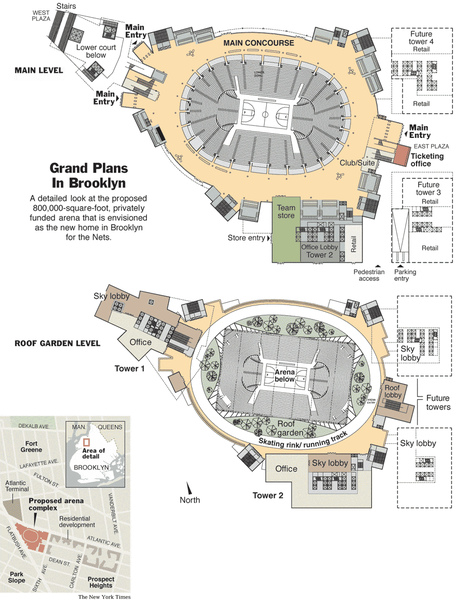 Stairs
WEST
PLAZA
Lower court
below
Main
Entry
MAIN LEVEL
Main
Entry
MAIN CONCOURSE
Future
tower 4
Retail
Retail
Main
Entry
EAST PLAZA
Ticketing
office
Club/Suite
Grand Plans
In Brooklyn
A detailed look at the proposed
800,000-square-foot, privately
funded arena that is envisioned
as the new home in Brooklyn
for the Nets.
Team
store
Store entry
Office Lobby
Tower 2
Retail
Future
tower 3
Retail
Retail
Pedestrian
access
Parking
entry
Sky lobby
Office
ROOF GARDEN LEVEL
Tower 1
Arena
below
Roof
garden
Skating rink/ running track
Sky
lobby
Roof
lobby
Future
towers
Sky lobby
Office
Sky lobby
Tower 2
North
DEKALB AVE.
MAN.
QUEENS
Area of
detail
BROOKLYN
Fort
Greene
LAFAYETTE AVE.
FULTON ST.
Atlantic
Terminal
VANDERBILT AVE.
Proposed arena
complex
Residential
development
ATLANTIC AVE.
FLATBUSH AVE.
DEAN ST.
SIXTH AVE.
CARLTON AVE.
Park
Slope
Prospect
Heights
The New York Times